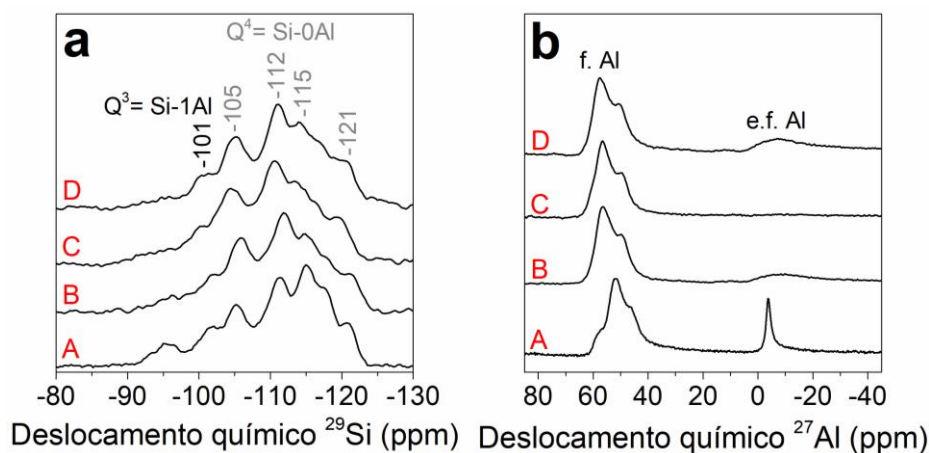 a
Q⁴= Si-0Al
Q³= Si-1Al
-101
-105
-112
-115
-121
D
C
B
A
-80 -90 -100 -110 -120 -130
Deslocamento químico ²⁹Si (ppm)
b
f. Al
e.f. Al
D
C
B
A
80 60 40 20 0 -20 -40
Deslocamento químico ²⁷Al (ppm)